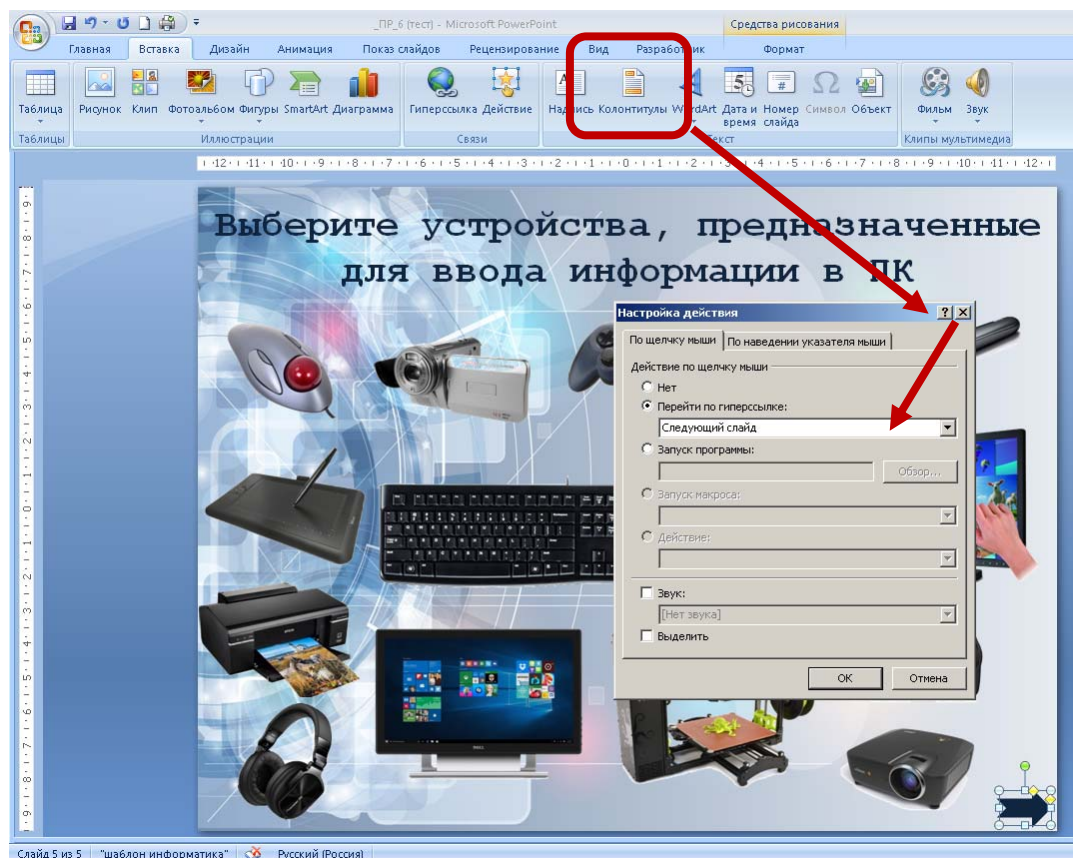 _ПР_6 (тест) - Microsoft PowerPoint
Средства рисования
Главная Вставка Дизайн Анимация Показ слайдов Рецензирование Вид Разработчик Формат
Таблица Рисунок Клип Фотоальбом Фигуры SmartArt Диаграмма Гиперссылка Действие Надпись Колонтитулы WordArt Дата и время Номер слайда Символ Объект Фильм Звук
Таблицы Иллюстрации Связи Текст Клипы мультимедиа
Выберите устройства, предназначенные
для ввода информации в ПК
Настройка действия
По щелчку мыши По наведении указателя мыши
Действие по щелчку мыши
Нет
Перейти по гиперссылке:
Следующий слайд
Запуск программы:
Обзор...
Запуск макроса:
Действие:
Звук:
[Нет звука]
Выделить
ОК Отмена
Слайд 5 из 5 "шаблон информатика" Русский (Россия)